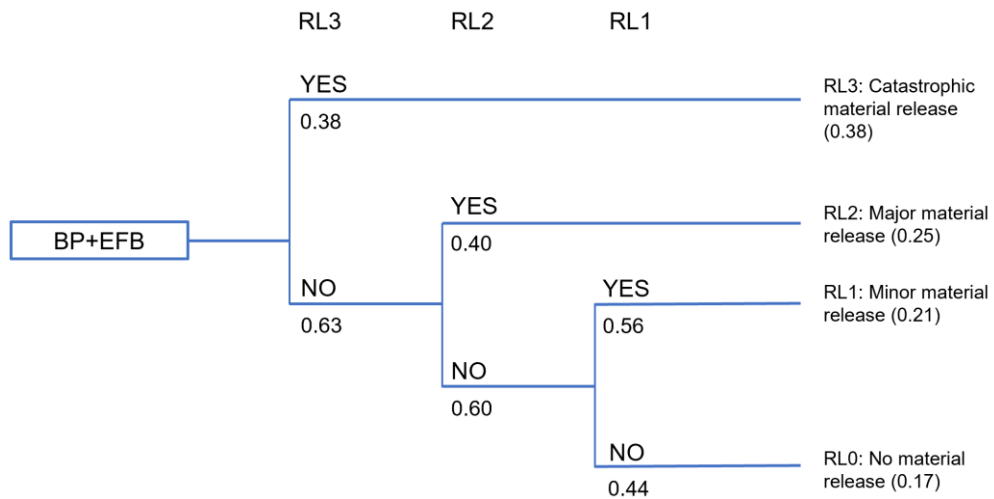 RL3 RL2 RL1
YES
0.38
RL3: Catastrophic
material release
(0.38)
BP+EFB
YES
0.40
RL2: Major material
release (0.25)
NO
0.63
YES
0.56
RL1: Minor material
release (0.21)
NO
0.60
NO
0.44
RL0: No material
release (0.17)